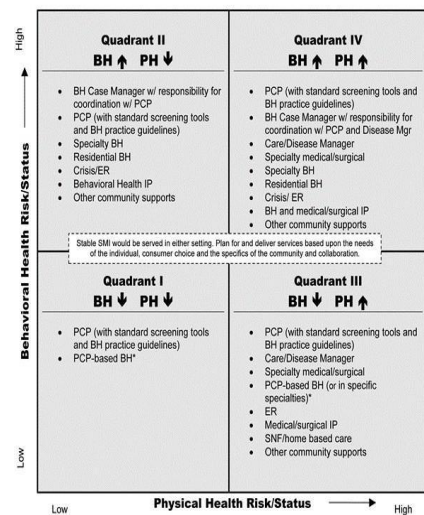 High
Behavioral Health Risk/Status
Low
Quadrant II
BH ↑ PH ↓
• BH Case Manager w/ responsibility for
coordination w/ PCP
• PCP (with standard screening tools
and BH practice guidelines)
• Specialty BH
• Residential BH
• Crisis/ER
• Behavioral Health IP
• Other community supports
Quadrant IV
BH ↑ PH ↑
• PCP (with standard screening tools and
BH practice guidelines)
• BH Case Manager w/ responsibility for
coordination w/ PCP and Disease Mgr
• Care/Disease Manager
• Specialty medical/surgical
• Specialty BH
• Residential BH
• Crisis/ ER
• BH and medical/surgical IP
• Other community supports
Stable SMI would be served in either setting. Plan for and deliver services based upon the needs
of the individual, consumer choice and the specifics of the community and collaboration.
Quadrant I
BH ↓ PH ↓
• PCP (with standard screening tools
and BH practice guidelines)
• PCP-based BH*
Quadrant III
BH ↓ PH ↑
• PCP (with standard screening tools and
BH practice guidelines)
• Care/Disease Manager
• Specialty medical/surgical
• PCP-based BH (or in specific
specialties)*
• ER
• Medical/surgical IP
• SNF/home based care
• Other community supports
Low
Physical Health Risk/Status
High